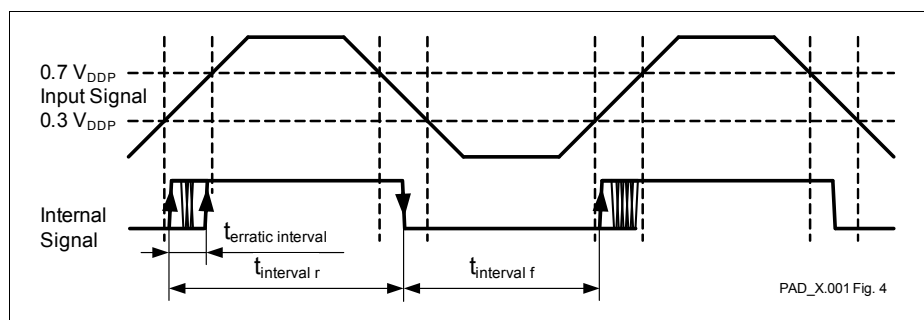 0.7 VDDP
Input Signal
0.3 VDDP
Internal
Signal
terratic interval
tinterval r
tinterval f
PAD_X.001 Fig. 4